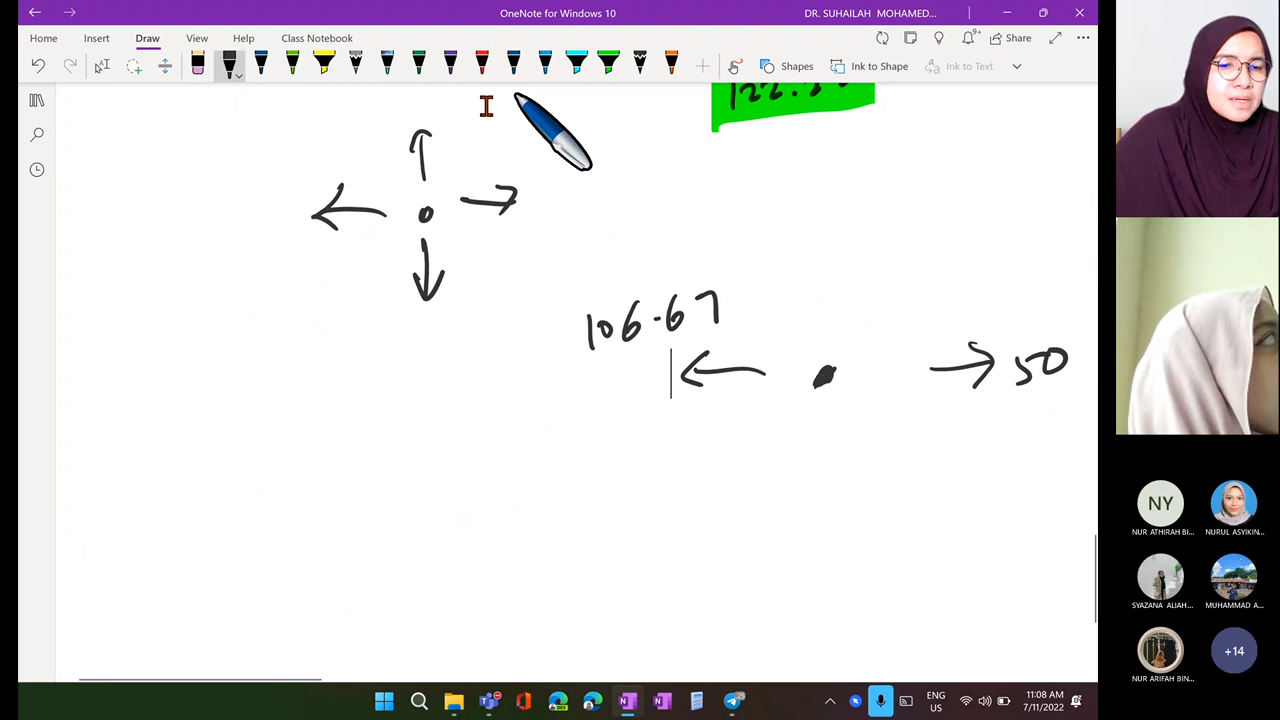 OneNote for Windows 10
DR. SUHAILAH MOHAMED...
Home Insert Draw View Help Class Notebook
9+ Share
Shapes Ink to Shape Ink to Text
106.67
50
NY
NUR ATHIRAH BI... NURUL ASYIKIN...
SYAZANA ALIAH... MUHAMMAD A...
+14
NUR ARIFAH BIN...
DEV
ENG
US
11:08 AM
7/11/2022